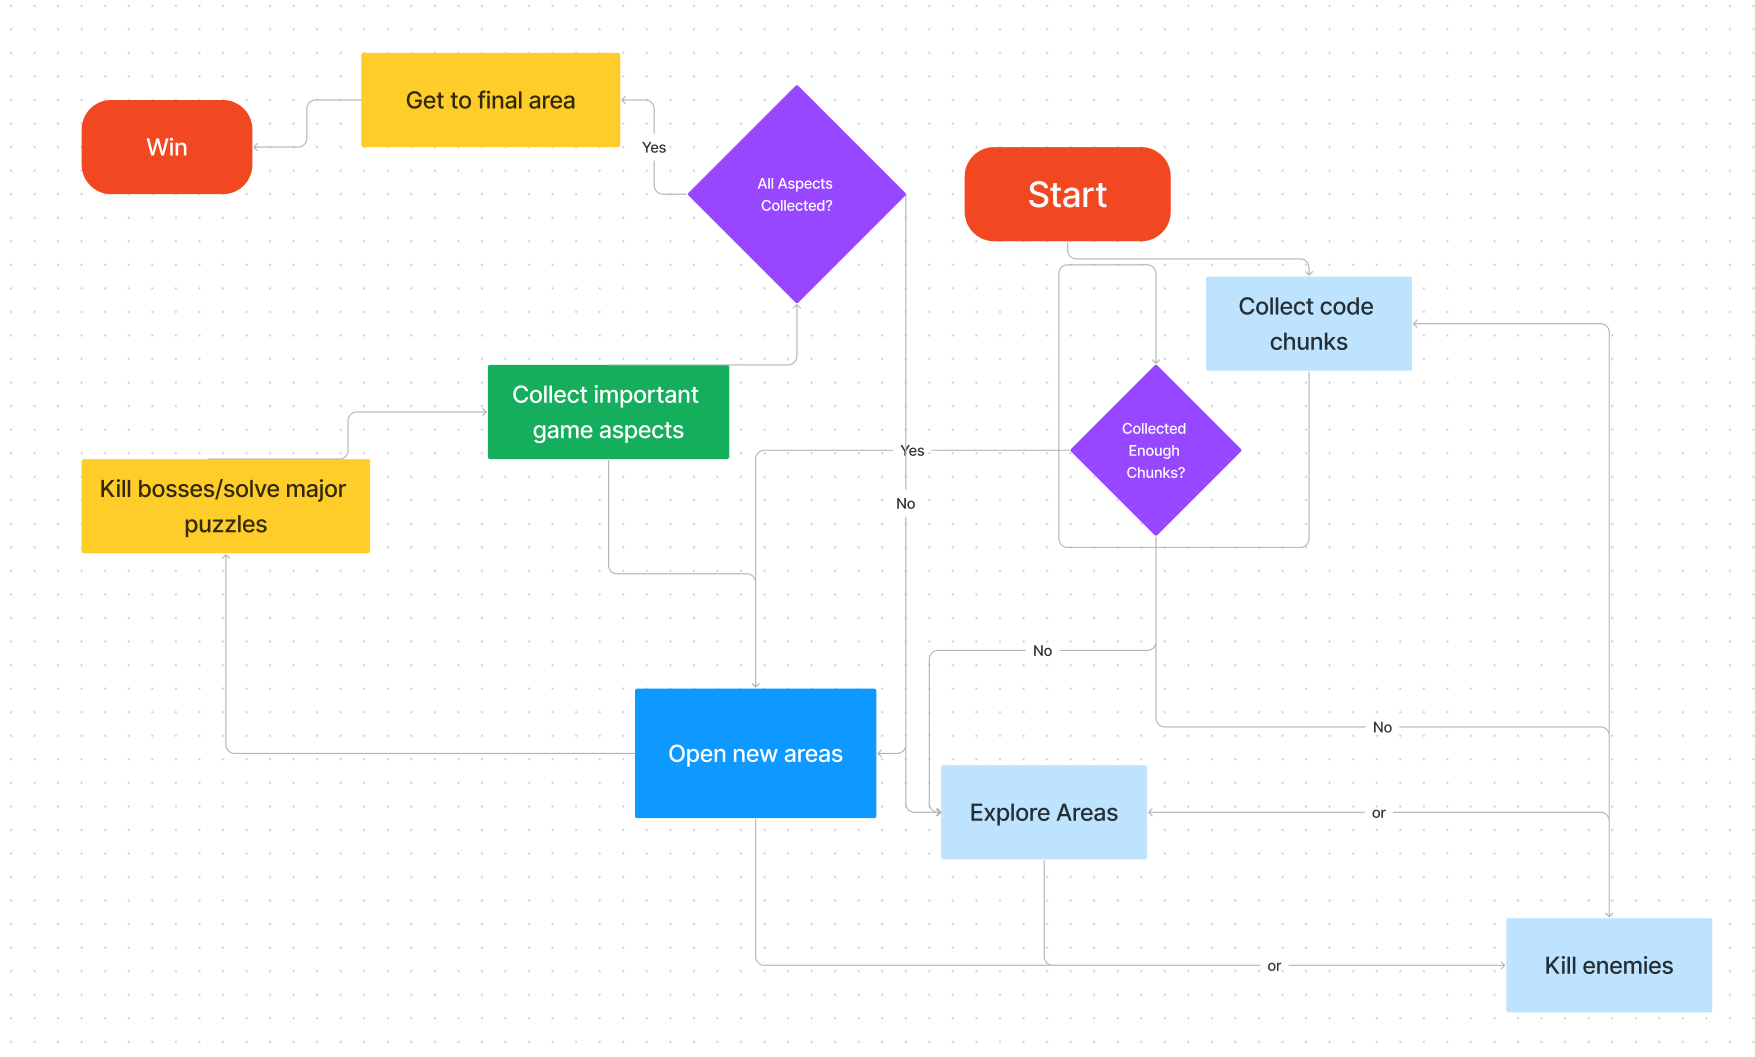 Get to final area
Win
Yes
All Aspects
Collected?
Start
Collect code
chunks
Collect important
game aspects
Collected
Enough
Chunks?
Yes
Kill bosses/solve major
puzzles
No
No
No
Open new areas
Explore Areas
or
or
Kill enemies